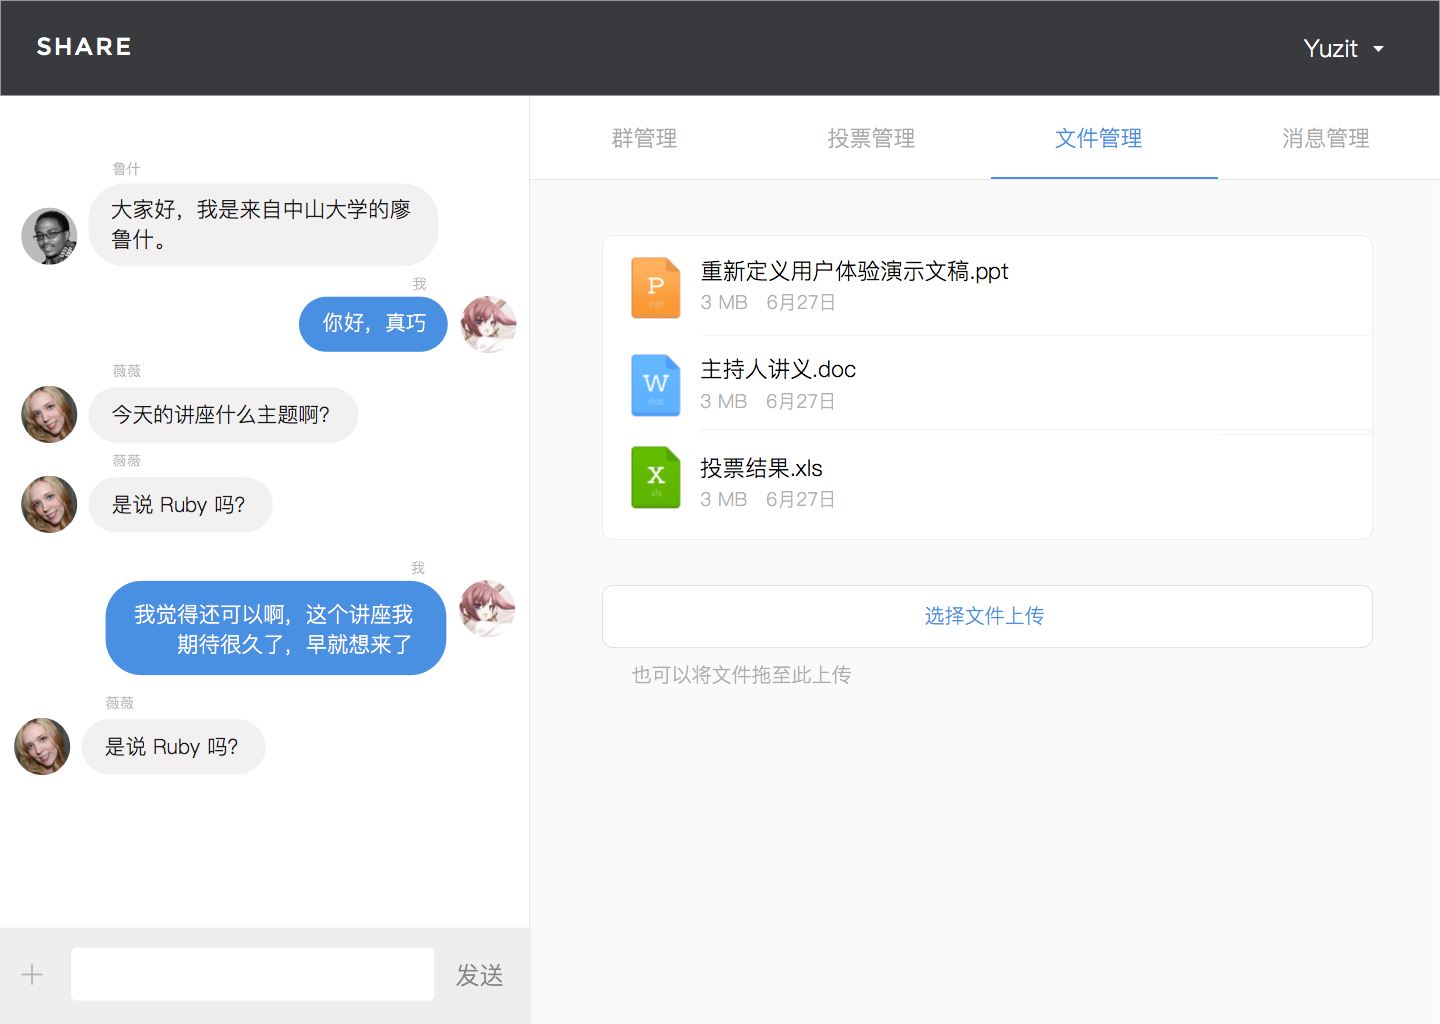 SHARE
Yuzit
鲁什
大家好，我是来自中山大学的廖
鲁什。
我
你好，真巧
薇薇
今天的讲座什么主题啊？
薇薇
是说 Ruby 吗？
我
我觉得还可以啊，这个讲座我
期待很久了，早就想来了
薇薇
是说 Ruby 吗？
发送
群管理
投票管理
文件管理
消息管理
P
ppt
重新定义用户体验演示文稿.ppt
3 MB 6月27日
W
doc
主持人讲义.doc
3 MB 6月27日
X
xls
投票结果.xls
3 MB 6月27日
选择文件上传
也可以将文件拖至此上传